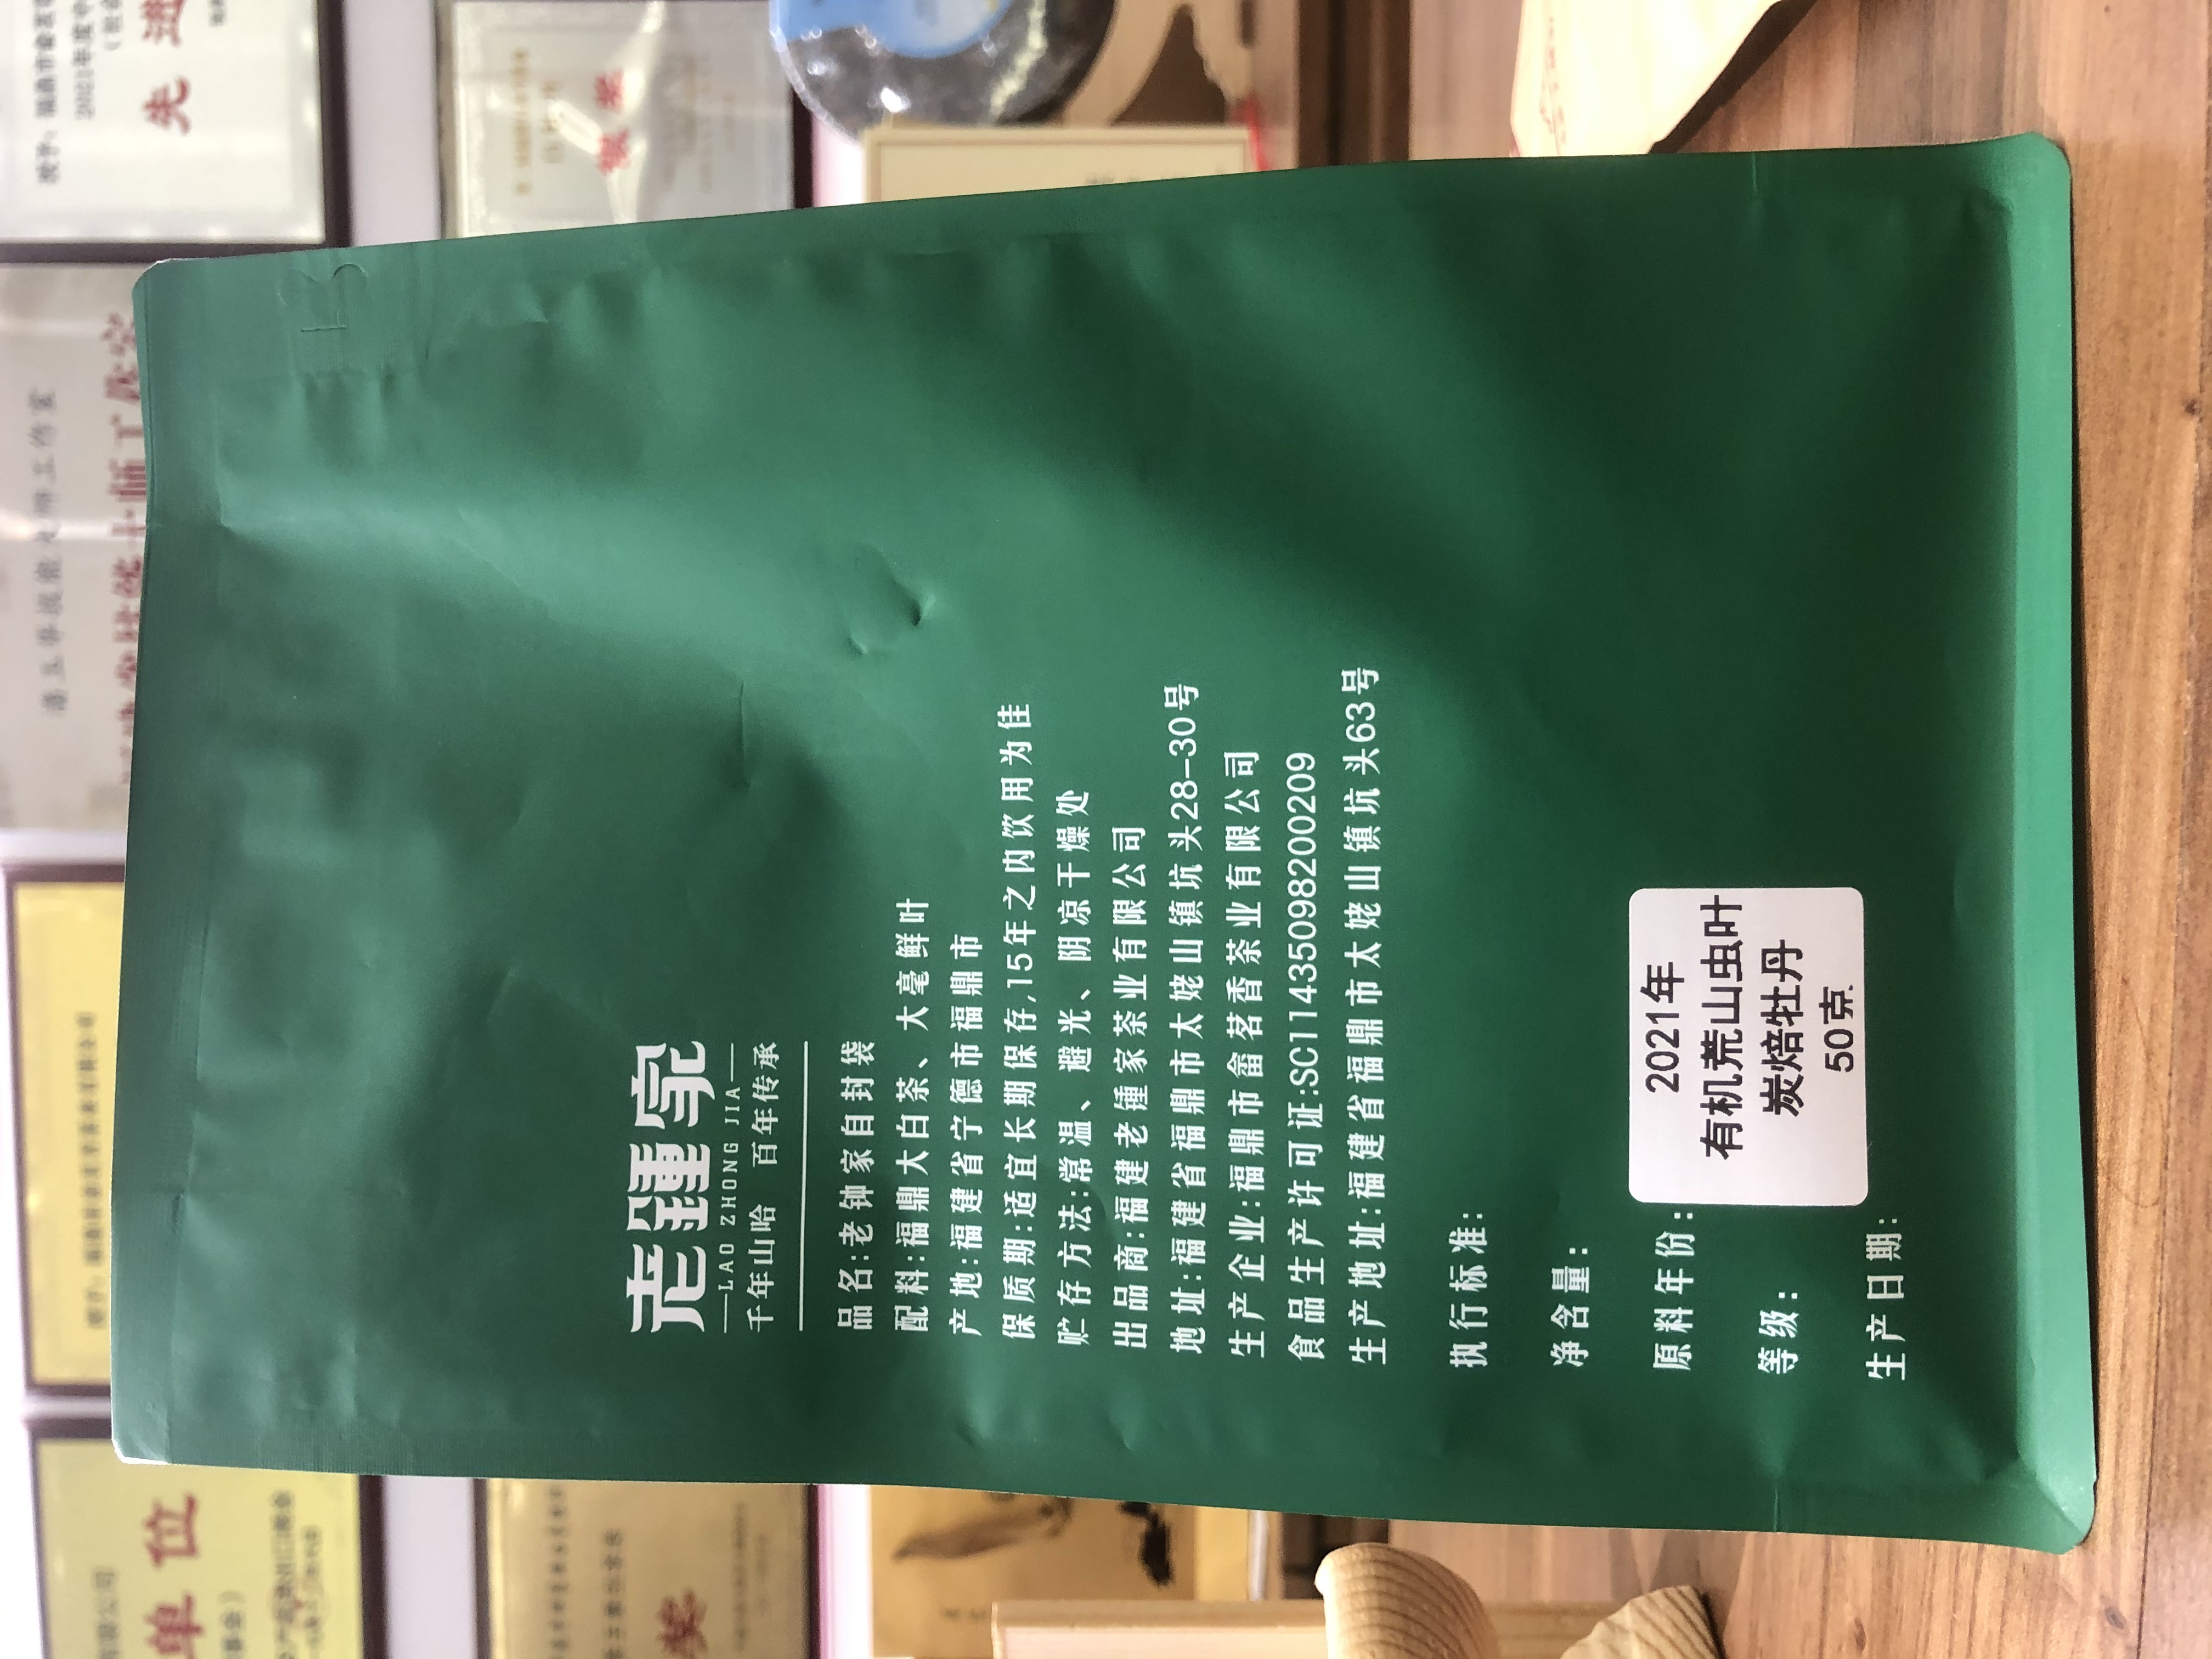 老鍾家
LAO ZHONG JIA
千年山哈 百年传承
品名:老钟家自封袋
配料:福鼎大白茶、大毫鲜叶
产地:福建省宁德市福鼎市
保质期:适宜长期保存,15年之内饮用为佳
贮存方法:常温、避光、阴凉干燥处
出品商:福建老锺家茶业有限公司
地址:福建省福鼎市太姥山镇坑头28-30号
生产企业:福鼎市畲茗香茶业有限公司
食品生产许可证:SC11435098200209
生产地址:福建省福鼎市太姥山镇坑头63号
执行标准:
净含量:
原料年份:
等级:
生产日期:
2021年
有机荒山虫叶
炭焙牡丹
50克
先进
银奖
单位
奖